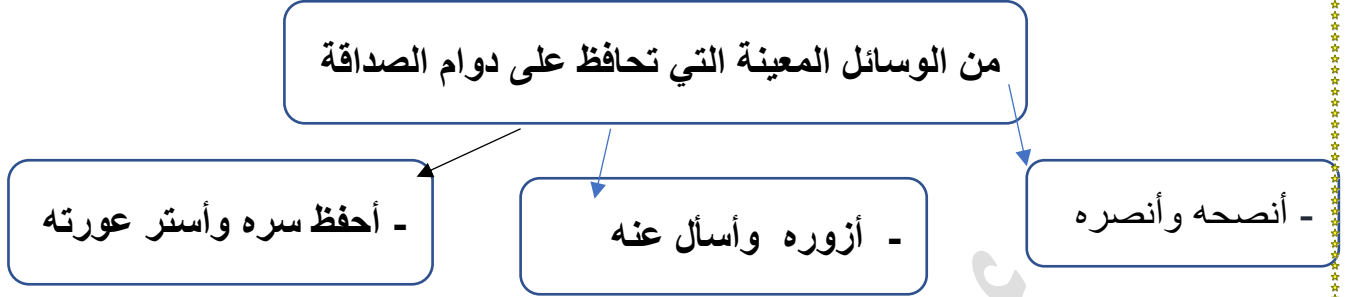 من الوسائل المعينة التي تحافظ على دوام الصداقة
- أنصحه وأنصره
- أزوره وأسأل عنه
- أحفظ سره وأستر عورته